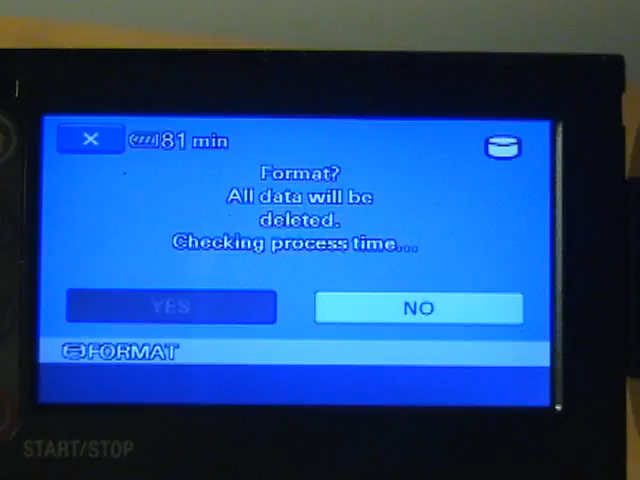 81 min
Format?
All data will be
deleted.
Checking process time...
YES
NO
FORMAT
START/STOP